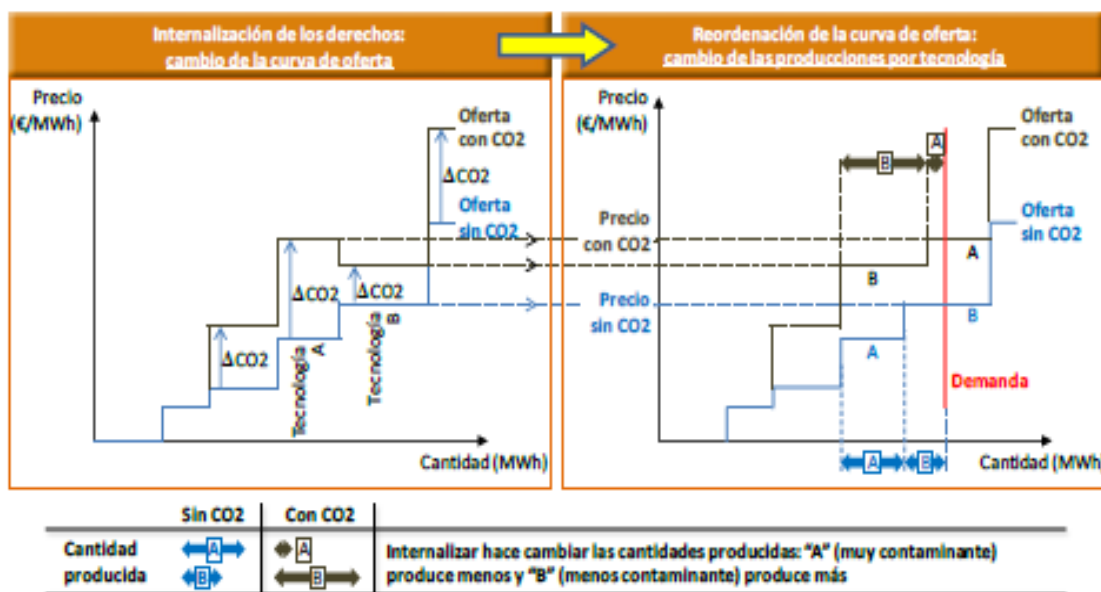 Internalización de los derechos:
cambio de la curva de oferta
Reordenación de la curva de oferta:
cambio de las producciones por tecnología
Precio
(€/MWh)
Oferta
con CO2
ΔCO2
Oferta
sin CO2
ΔCO2
ΔCO2
ΔCO2
Tecnología
A
Tecnología
B
Cantidad (MWh)
Precio
(€/MWh)
Oferta
con CO2
B
A
Precio
con CO2
Oferta
sin CO2
A
B
Precio
sin CO2
B
A
Demanda
A
B
Cantidad (MWh)
Sin CO2
Con CO2
Cantidad
producida
A
B
A
B
Internalizar hace cambiar las cantidades producidas: “A” (muy contaminante)
produce menos y “B” (menos contaminante) produce más